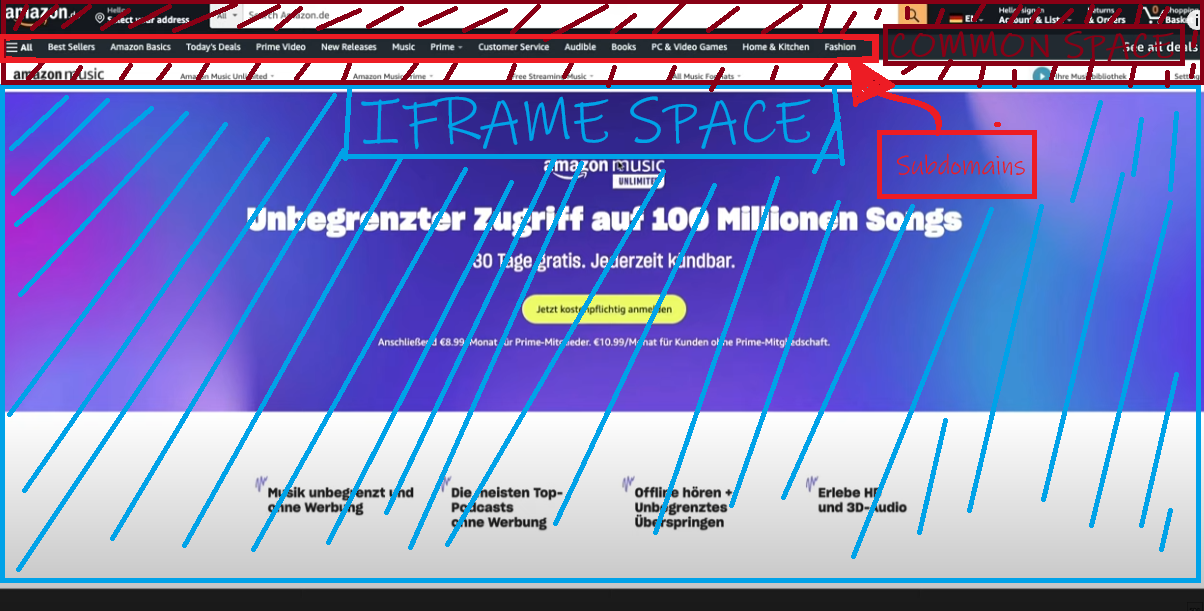 amazon.de
Hello
Select your address
All
Search Amazon.de
EN
Hello, sign in
Account & Lists
Returns
& Orders
0
Shopping
Basket
All Best Sellers Amazon Basics Today's Deals Prime Video New Releases Music Prime Customer Service Audible Books PC & Video Games Home & Kitchen Fashion
COMMON SPACE
See all deals
amazon music
Amazon Music Unlimited
Amazon Music Prime
Free Streaming Music
All Music Formats
Ihre Musikbibliothek
IFRAME SPACE
Subdomains
amazon music
UNLIMITED
Unbegrenzter Zugriff auf 100 Millionen Songs
30 Tage gratis. Jederzeit kündbar.
Jetzt kostenpflichtig anmelden
Anschließend €8.99/Monat für Prime-Mitglieder. €10.99/Monat für Kunden ohne Prime-Mitgliedschaft.
Musik unbegrenzt und
ohne Werbung
Die meisten Top-
Podcasts
ohne Werbung
Offline hören +
Unbegrenztes
Überspringen
Erlebe HD
und 3D-Audio